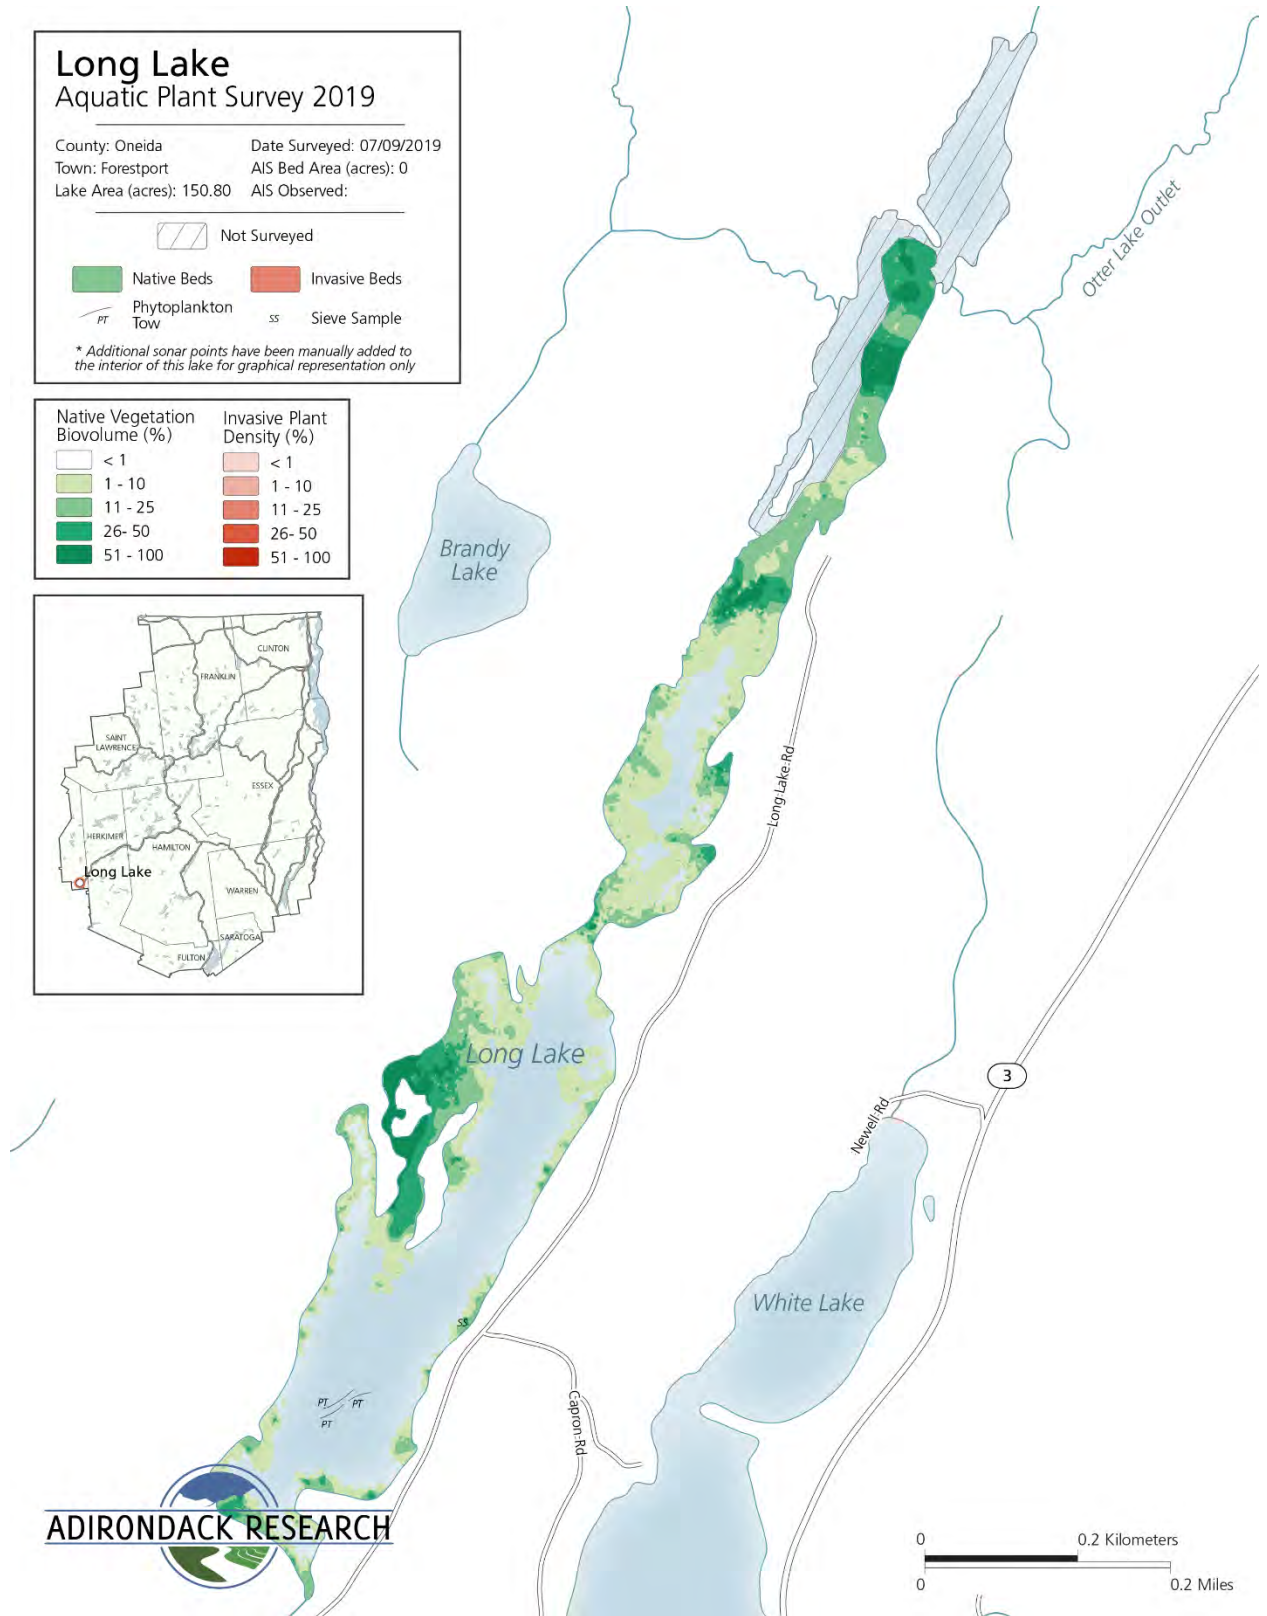 Long Lake
Aquatic Plant Survey 2019
County: Oneida
Date Surveyed: 07/09/2019
Town: Forestport
AIS Bed Area (acres): 0
Lake Area (acres): 150.80
AIS Observed:
Not Surveyed
Native Beds
Invasive Beds
PT
Phytoplankton
Tow
SS
Sieve Sample
* Additional sonar points have been manually added to
the interior of this lake for graphical representation only
Native Vegetation
Biovolume (%)
< 1
1 - 10
11 - 25
26- 50
51 - 100
Invasive Plant
Density (%)
< 1
1 - 10
11 - 25
26- 50
51 - 100
CLINTON
FRANKLIN
SAINT
LAWRENCE
ESSEX
HERKIMER
HAMILTON
Long Lake
WARREN
SARATOGA
FULTON
Otter Lake Outlet
Brandy
Lake
Long Lake Rd
Long Lake
3
Newell Rd
White Lake
SS
PT
PT
PT
Capron Rd
ADIRONDACK RESEARCH
0
0.2 Kilometers
0
0.2 Miles